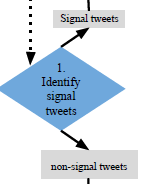 Signal tweets
1.
Identify
signal
tweets
non-signal tweets